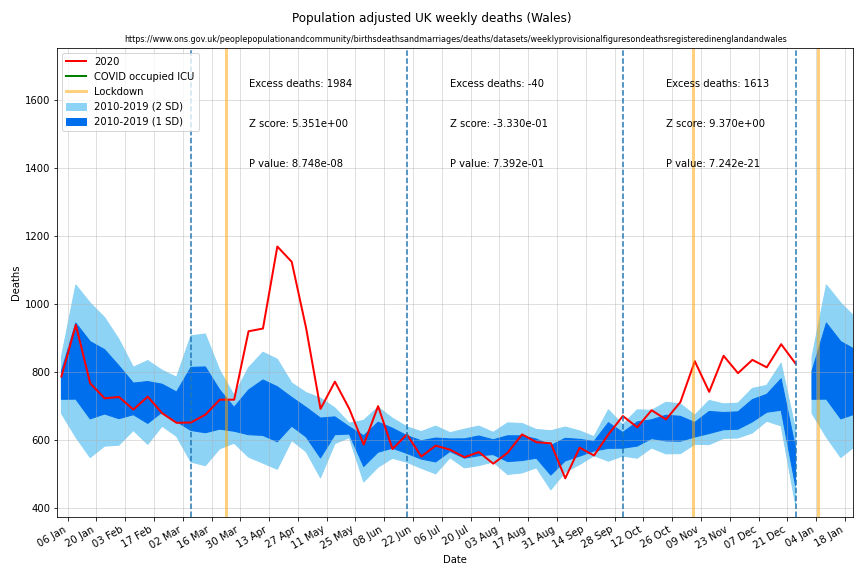 Population adjusted UK weekly deaths (Wales)
https://www.ons.gov.uk/peoplepopulationandcommunity/birthsdeathsandmarriages/deaths/datasets/weeklyprovisionalfiguresondeathsregisteredinenglandandwales
2020
COVID occupied ICU
Lockdown
2010-2019 (2 SD)
2010-2019 (1 SD)
Excess deaths: 1984
Z score: 5.351e+00
P value: 8.748e-08
Excess deaths: -40
Z score: -3.330e-01
P value: 7.392e-01
Excess deaths: 1613
Z score: 9.370e+00
P value: 7.242e-21
Deaths
1600
1400
1200
1000
800
600
400
06 Jan
20 Jan
03 Feb
17 Feb
02 Mar
16 Mar
30 Mar
13 Apr
27 Apr
11 May
25 May
08 Jun
22 Jun
06 Jul
20 Jul
03 Aug
17 Aug
31 Aug
14 Sep
28 Sep
12 Oct
26 Oct
09 Nov
23 Nov
07 Dec
21 Dec
04 Jan
18 Jan
Date